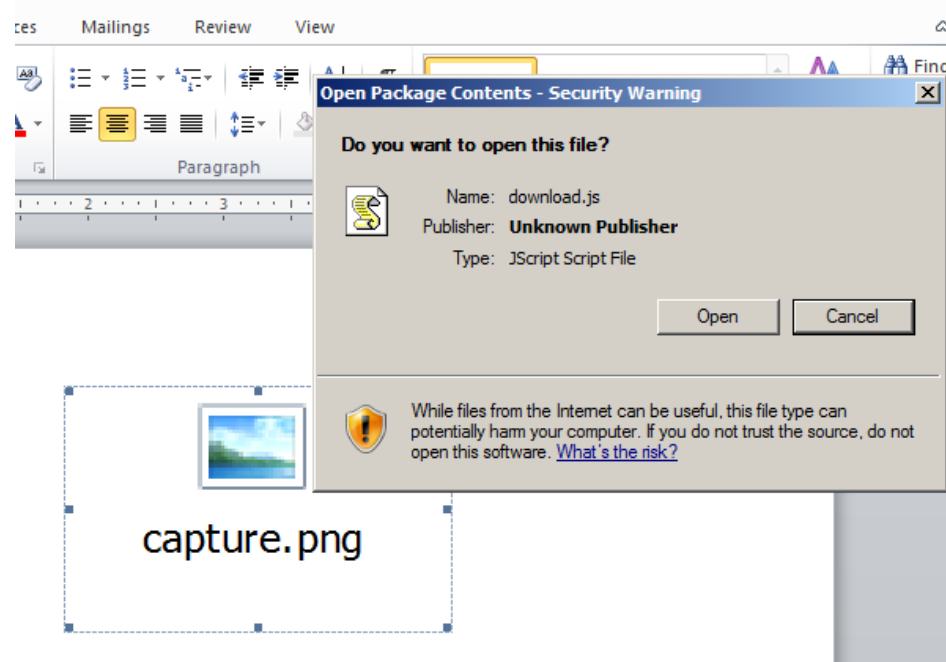 ces Mailings Review View
Find
Paragraph
2 3
Open Package Contents - Security Warning
Do you want to open this file?
Name: download.js
Publisher: Unknown Publisher
Type: JScript Script File
Open Cancel
While files from the Internet can be useful, this file type can
potentially harm your computer. If you do not trust the source, do not
open this software. What's the risk?
capture.png